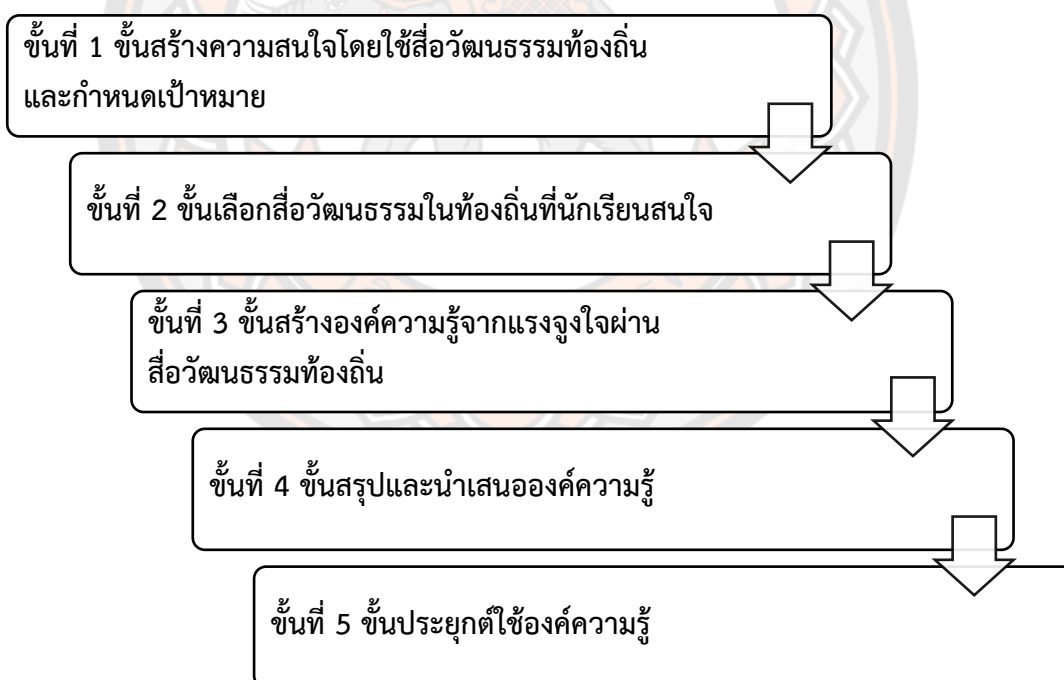 ขั้นที่ 1 ขั้นสร้างความสนใจโดยใช้สื่อวัฒนธรรมท้องถิ่น
และกำหนดเป้าหมาย
ขั้นที่ 2 ขั้นเลือกสื่อวัฒนธรรมในท้องถิ่นที่นักเรียนสนใจ
ขั้นที่ 3 ขั้นสร้างองค์ความรู้จากแรงจูงใจผ่าน
สื่อวัฒนธรรมท้องถิ่น
ขั้นที่ 4 ขั้นสรุปและนำเสนอองค์ความรู้
ขั้นที่ 5 ขั้นประยุกต์ใช้องค์ความรู้